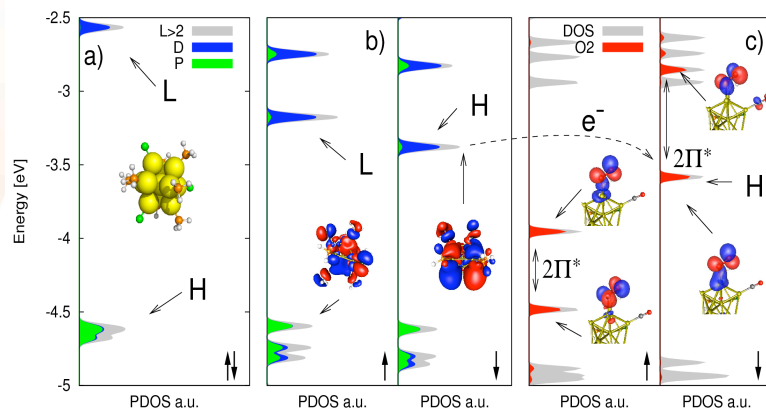 Energy [eV]
-2.5
-3
-3.5
-4
-4.5
-5
a)
L>2
D
P
L
H
PDOS a.u.
b)
L
H
e-
PDOS a.u.
PDOS a.u.
DOS
O2
c)
2Π*
2Π*
H
PDOS a.u.
PDOS a.u.